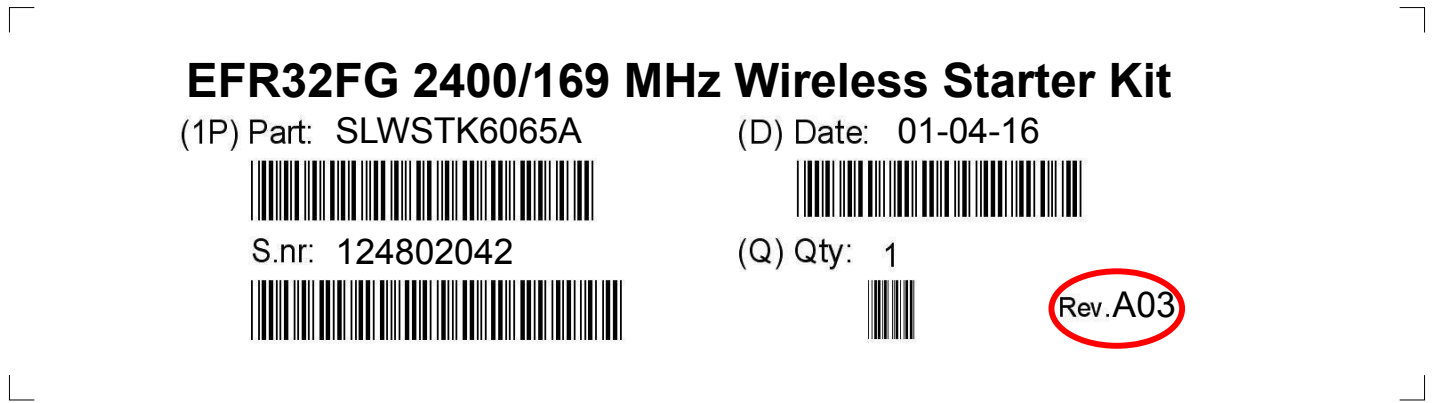 EFR32FG 2400/169 MHz Wireless Starter Kit
(1P) Part: SLWSTK6065A
(D) Date: 01-04-16
S.nr: 124802042
(Q) Qty: 1
Rev.A03